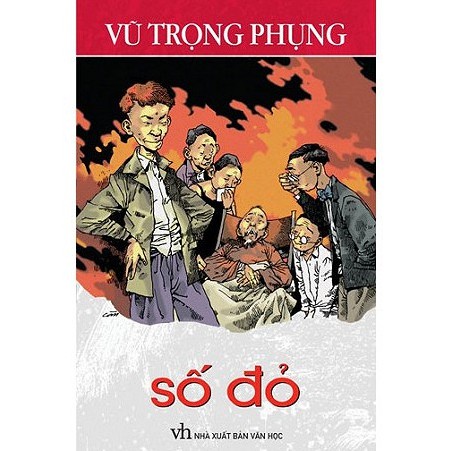 VŨ TRỌNG PHỤNG
số đỏ
vh NHÀ XUẤT BẢN VĂN HỌC